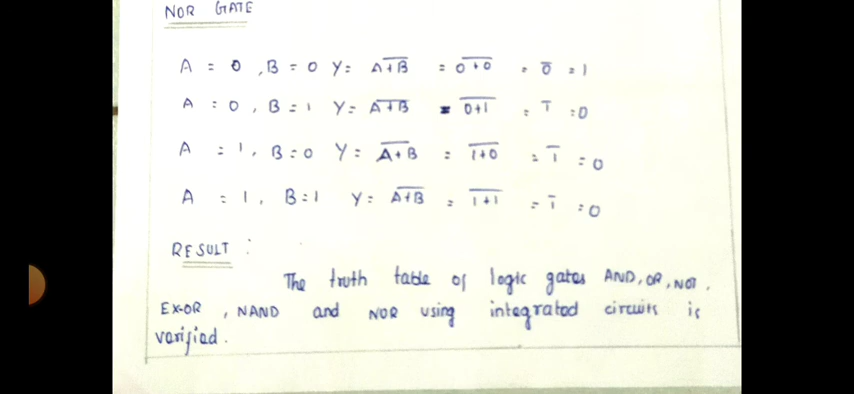 NOR GATE
A = 0 , B = 0 Y = A̅+̅B̅ = 0̅+̅0̅ = 0̅ = 1
A = 0 , B = 1 Y = A̅+̅B̅ = 0̅+̅1̅ = 1̅ = 0
A = 1 , B = 0 Y = A̅+̅B̅ = 1̅+̅0̅ = 1̅ = 0
A = 1 , B = 1 Y = A̅+̅B̅ = 1̅+̅1̅ = 1̅ = 0
RESULT :
The truth table of logic gates AND, OR, NOT,
EX-OR , NAND and NOR using integrated circuits is
varified.